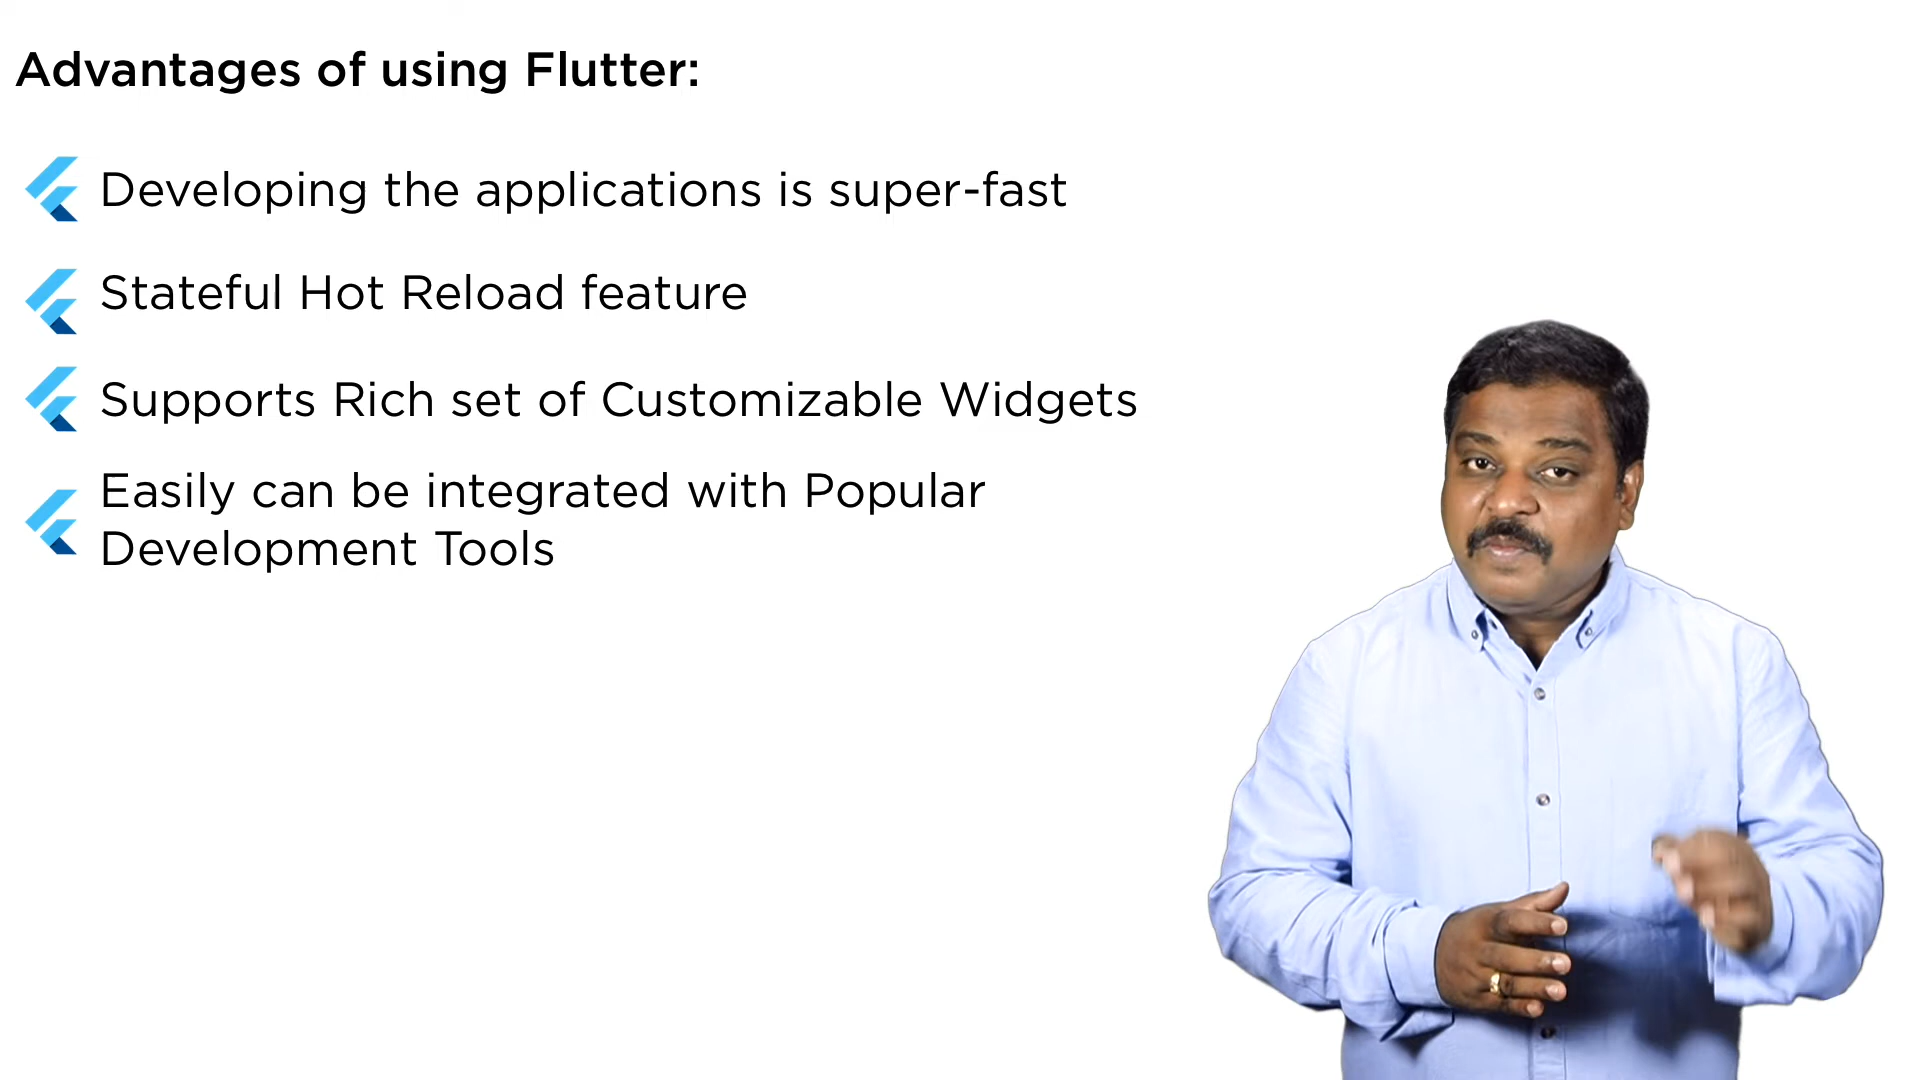 Advantages of using Flutter:
Developing the applications is super-fast
Stateful Hot Reload feature
Supports Rich set of Customizable Widgets
Easily can be integrated with Popular
Development Tools